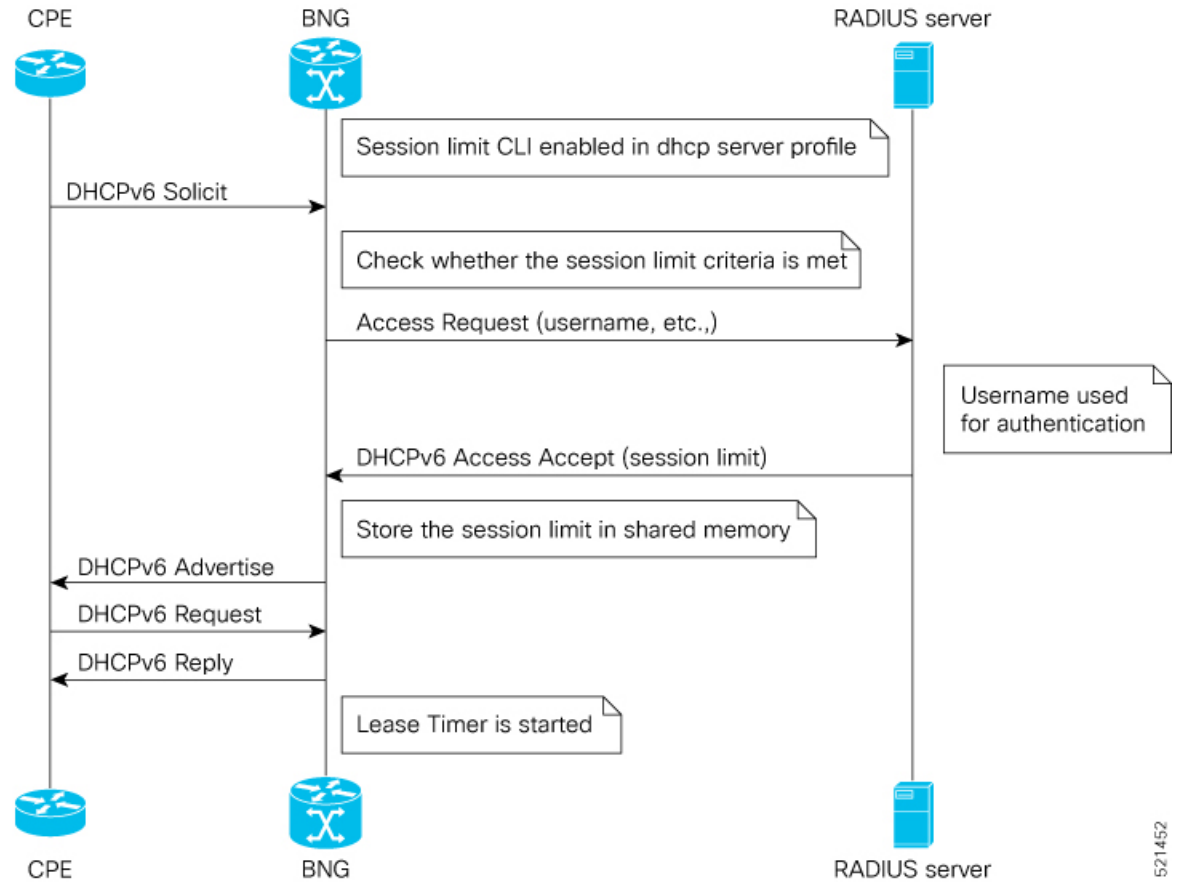 CPE
BNG
RADIUS server
Session limit CLI enabled in dhcp server profile
DHCPv6 Solicit
Check whether the session limit criteria is met
Access Request (username, etc.,)
Username used
for authentication
DHCPv6 Access Accept (session limit)
Store the session limit in shared memory
DHCPv6 Advertise
DHCPv6 Request
DHCPv6 Reply
Lease Timer is started
CPE
BNG
RADIUS server
521452